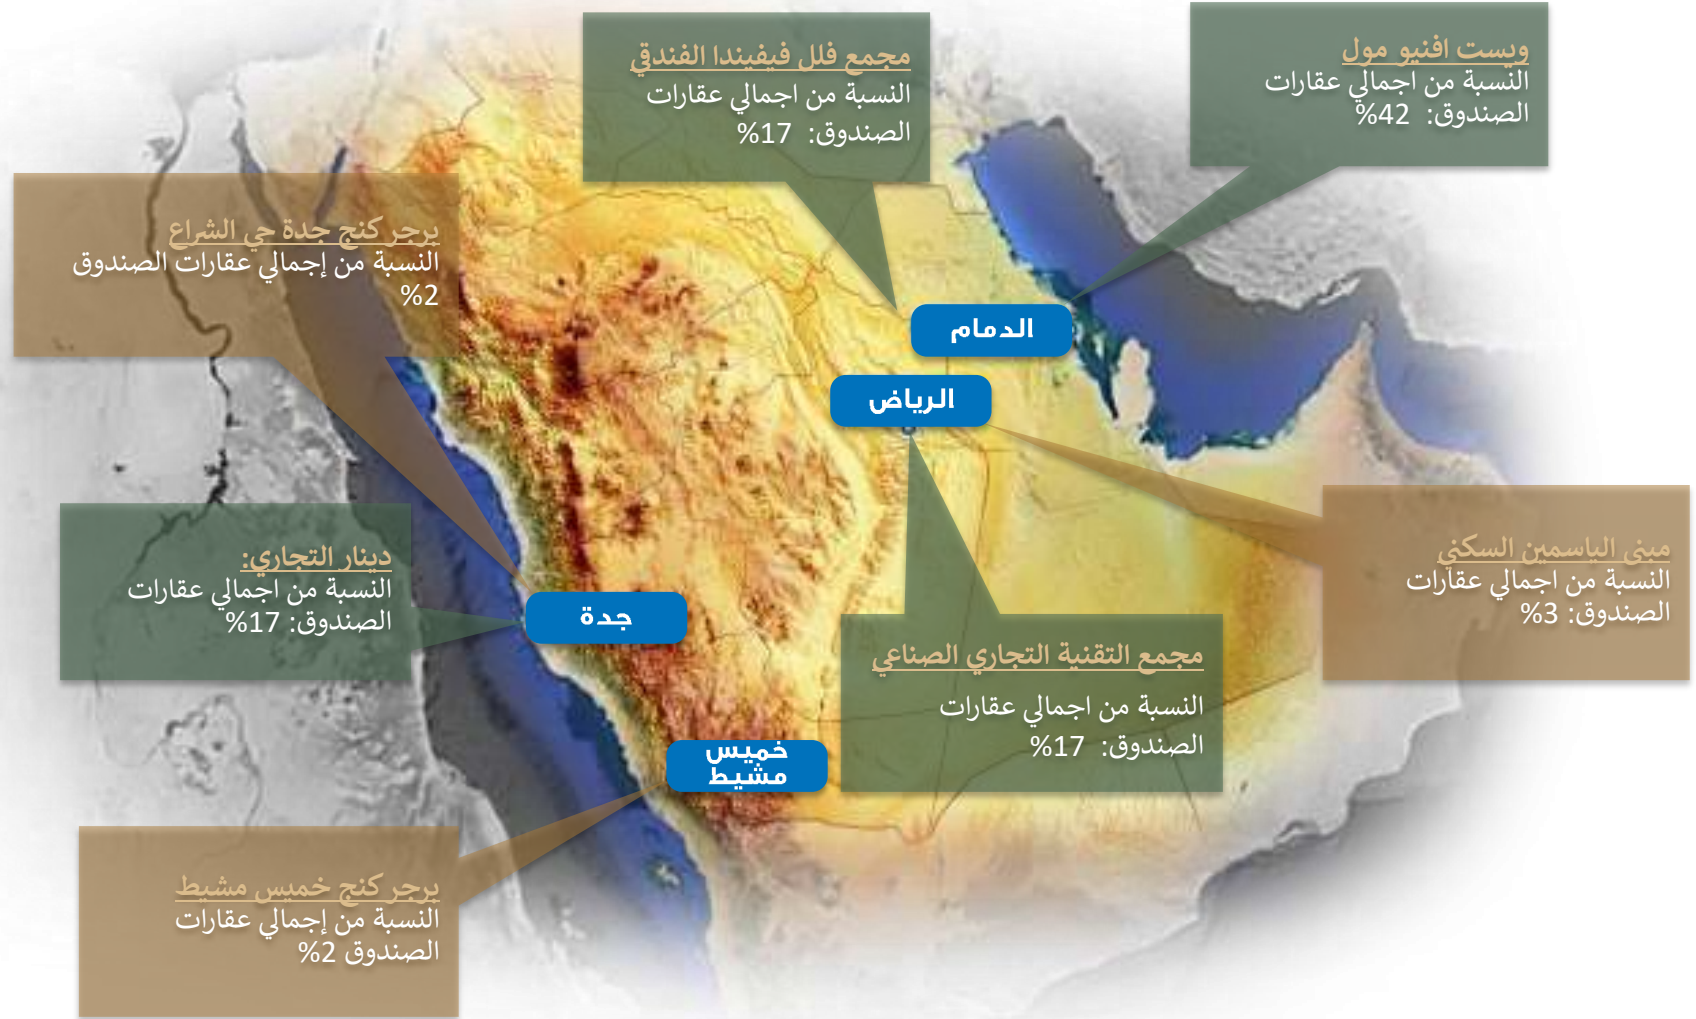 ويست افنيو مول
النسبة من اجمالي عقارات
الصندوق: 42%
مجمع فلل فيفيندا الفندقي
النسبة من اجمالي عقارات
الصندوق: 17%
برجر كنج جدة حي الشراع
النسبة من إجمالي عقارات الصندوق
2%
الدمام
الرياض
مبنى الياسمين السكني
النسبة من اجمالي عقارات
الصندوق: 3%
دينار التجاري:
النسبة من اجمالي عقارات
الصندوق: 17%
جدة
مجمع التقنية التجاري الصناعي
النسبة من اجمالي عقارات
الصندوق: 17%
خميس
مشيط
برجر كنج خميس مشيط
النسبة من إجمالي عقارات
الصندوق 2%